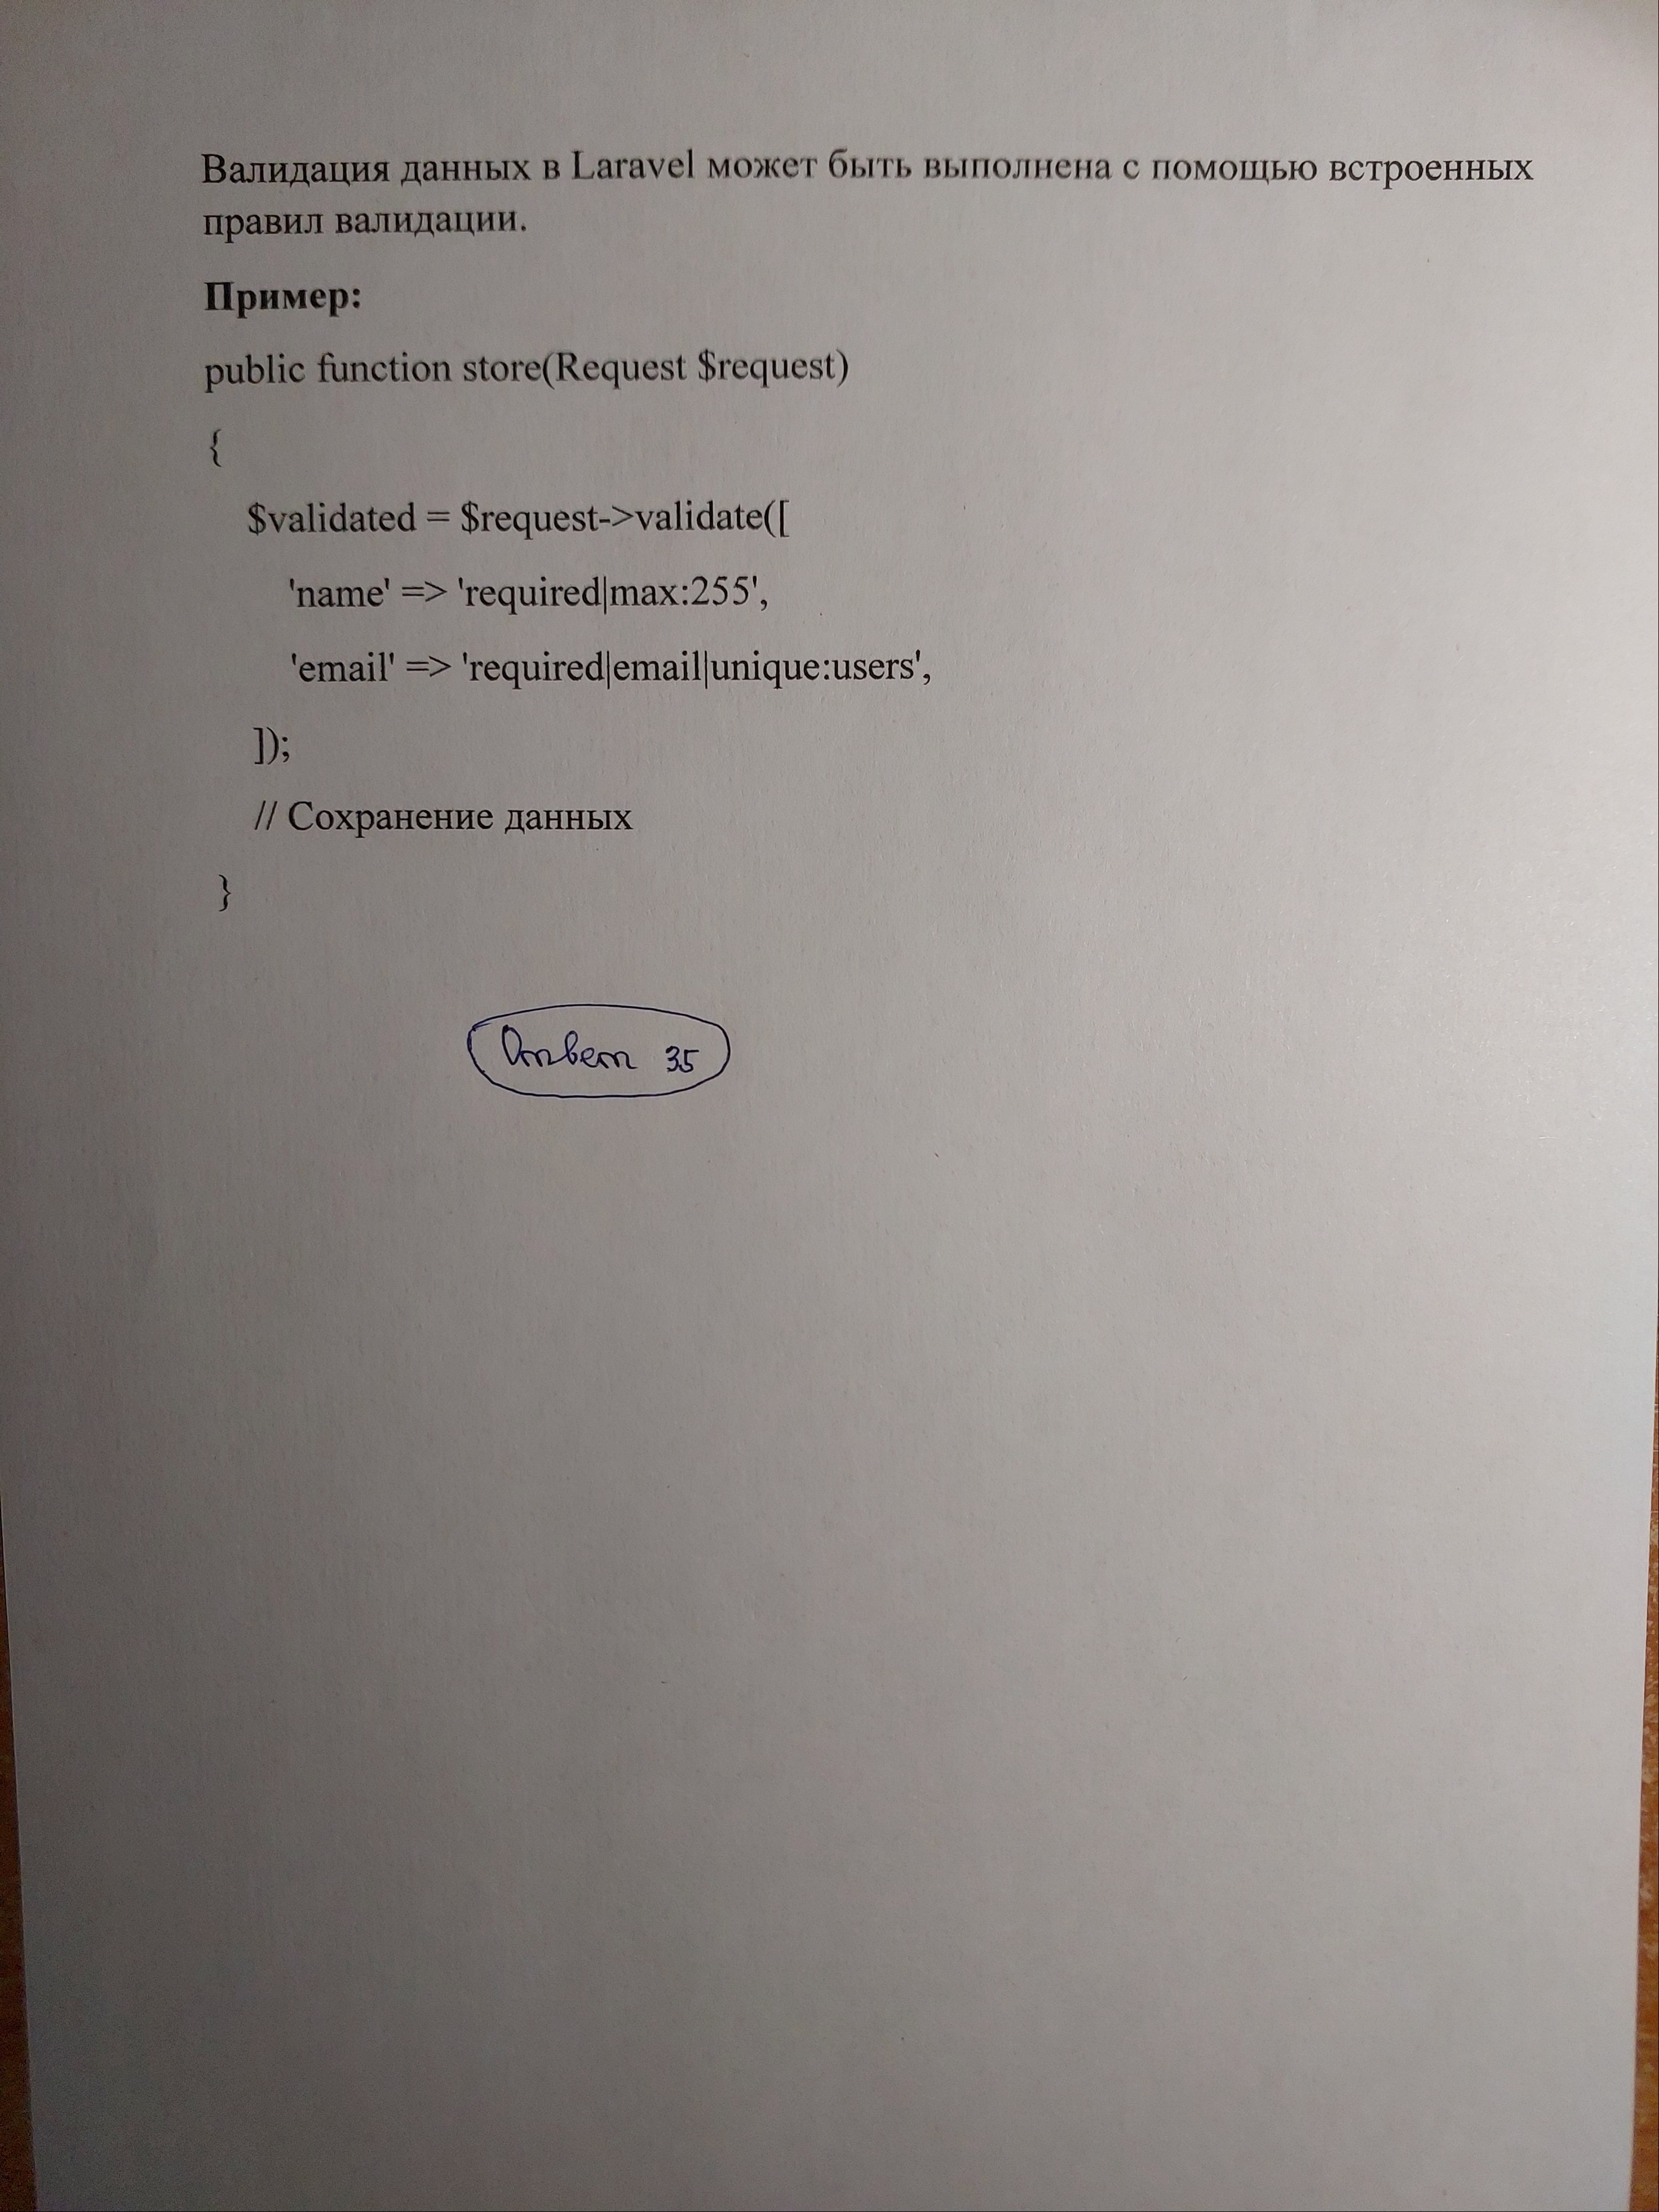 Валидация данных в Laravel может быть выполнена с помощью встроенных
правил валидации.
Пример:
public function store(Request $request)
{
$validated = $request->validate([
'name' => 'required|max:255',
'email' => 'required|email|unique:users',
]);
// Сохранение данных
}
Ответ 35